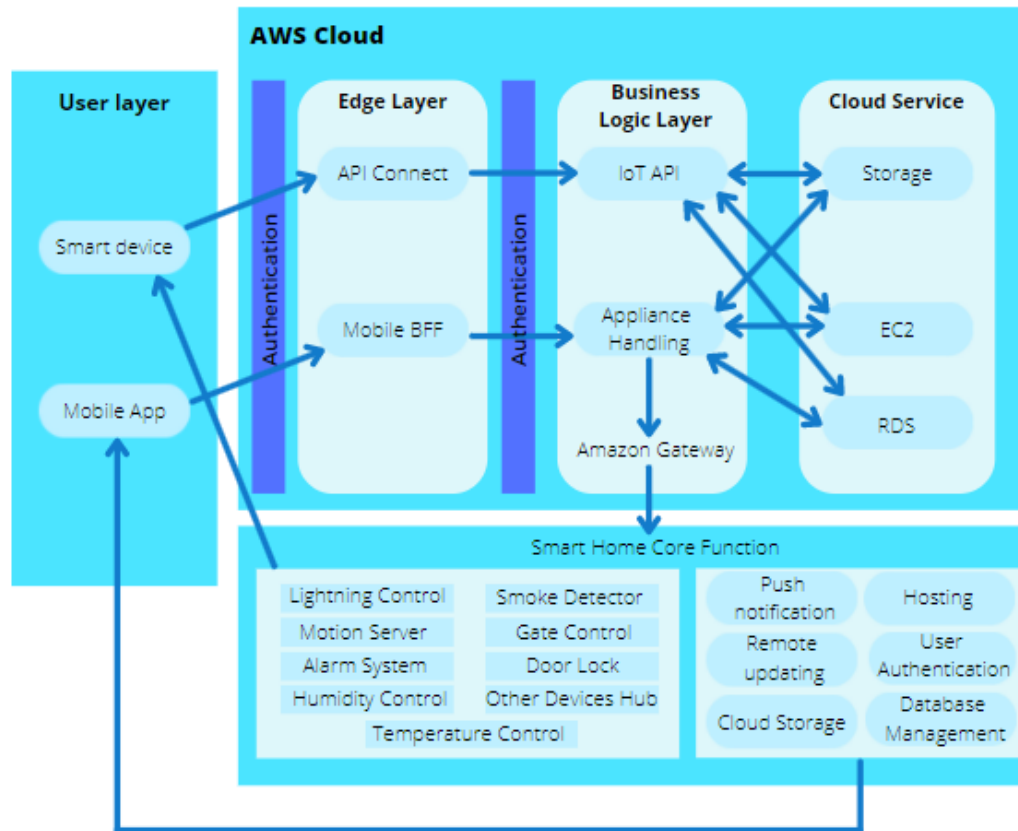 AWS Cloud
User layer
Smart device
Mobile App
Authentication
Edge Layer
API Connect
Mobile BFF
Authentication
Business
Logic Layer
IoT API
Appliance
Handling
Amazon Gateway
Cloud Service
Storage
EC2
RDS
Smart Home Core Function
Lightning Control
Smoke Detector
Motion Server
Gate Control
Alarm System
Door Lock
Humidity Control
Other Devices Hub
Temperature Control
Push
notification
Hosting
Remote
updating
User
Authentication
Cloud Storage
Database
Management